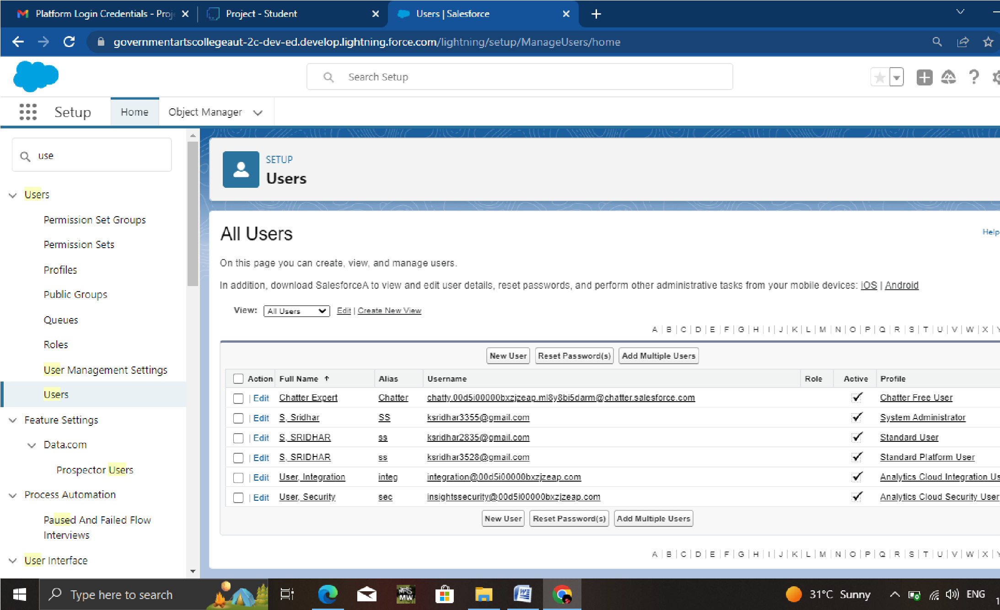 Platform Login Credentials - Proj
Project - Student
Users | Salesforce
governmentartscollegeaut-2c-dev-ed.develop.lightning.force.com/lightning/setup/ManageUsers/home
Search Setup
Setup
Home
Object Manager
use
Users
Permission Set Groups
Permission Sets
Profiles
Public Groups
Queues
Roles
User Management Settings
Users
Feature Settings
Data.com
Prospector Users
Process Automation
Paused And Failed Flow
Interviews
User Interface
SETUP
Users
All Users
Help
On this page you can create, view, and manage users.
In addition, download SalesforceA to view and edit user details, reset passwords, and perform other administrative tasks from your mobile devices: iOS | Android
View: All Users Edit | Create New View
A | B | C | D | E | F | G | H | I | J | K | L | M | N | O | P | Q | R | S | T | U | V | W | X | Y
New User Reset Password(s) Add Multiple Users
Action Full Name ↑ Alias Username Role Active Profile
| Edit Chatter Expert Chatter chatty.00d5i00000bxzjzeap.ml8y8bi5darm@chatter.salesforce.com Chatter Free User
| Edit S, Sridhar SS ksridhar3355@gmail.com System Administrator
| Edit S, SRIDHAR ss ksridhar2835@gmail.com Standard User
| Edit S, SRIDHAR ss ksridhar3528@gmail.com Standard Platform User
| Edit User, Integration integ integration@00d5i00000bxzjzeap.com Analytics Cloud Integration Us
| Edit User, Security sec insightssecurity@00d5i00000bxzjzeap.com Analytics Cloud Security User
New User Reset Password(s) Add Multiple Users
A | B | C | D | E | F | G | H | I | J | K | L | M | N | O | P | Q | R | S | T | U | V | W | X | Y
Type here to search
MW
31°C Sunny
ENG